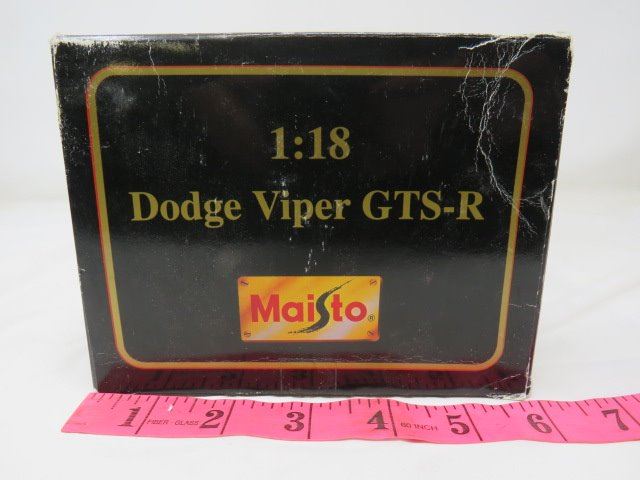 1:18
Dodge Viper GTS-R
MaiSto®
1 2 3 4 5 6 7
FIBER-GLASS 60 INCH